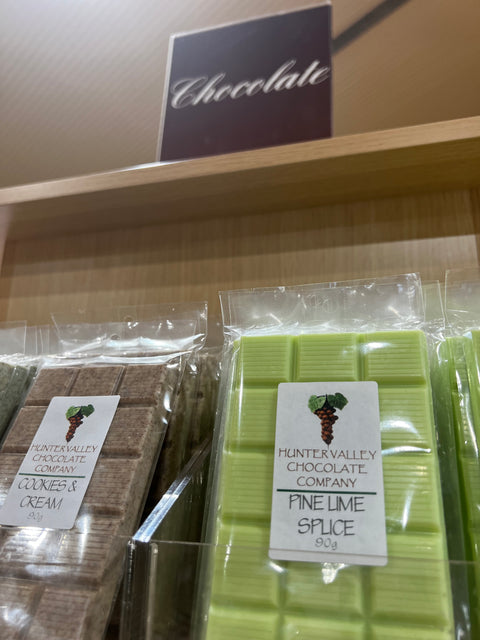 Chocolate
HUNTER VALLEY
CHOCOLATE
COMPANY
COOKIES &
CREAM
90g
HUNTER VALLEY
CHOCOLATE
COMPANY
PINE LIME
SPLICE
90g